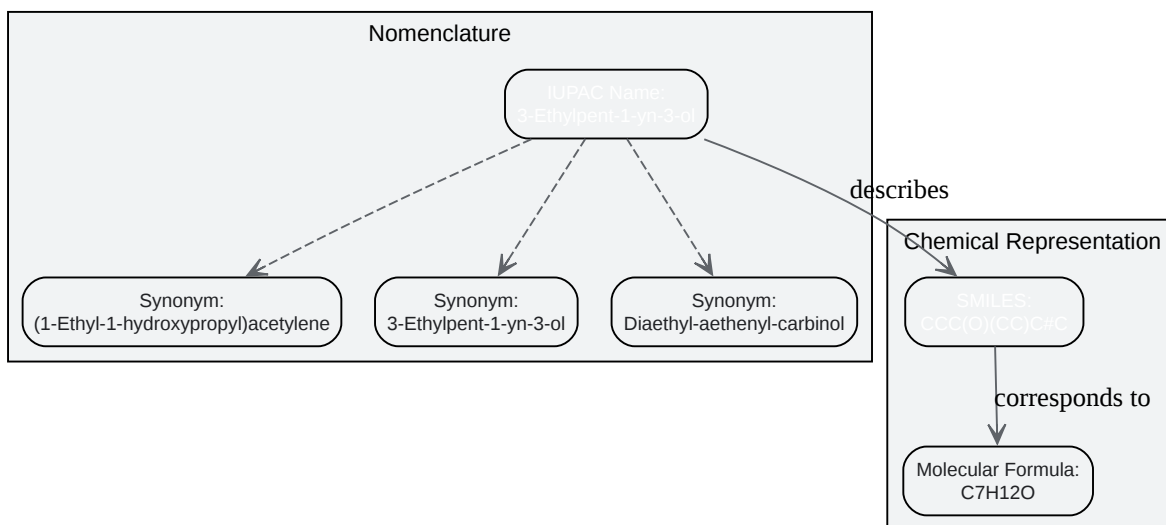 Nomenclature
IUPAC Name:
3-Ethylpent-1-yn-3-ol
describes
Chemical Representation
Synonym:
(1-Ethyl-1-hydroxypropyl)acetylene
Synonym:
3-Ethylpent-1-yn-3-ol
Synonym:
Diaethyl-aethenyl-carbinol
SMILES:
CCC(O)(CC)C#C
corresponds to
Molecular Formula:
C7H12O